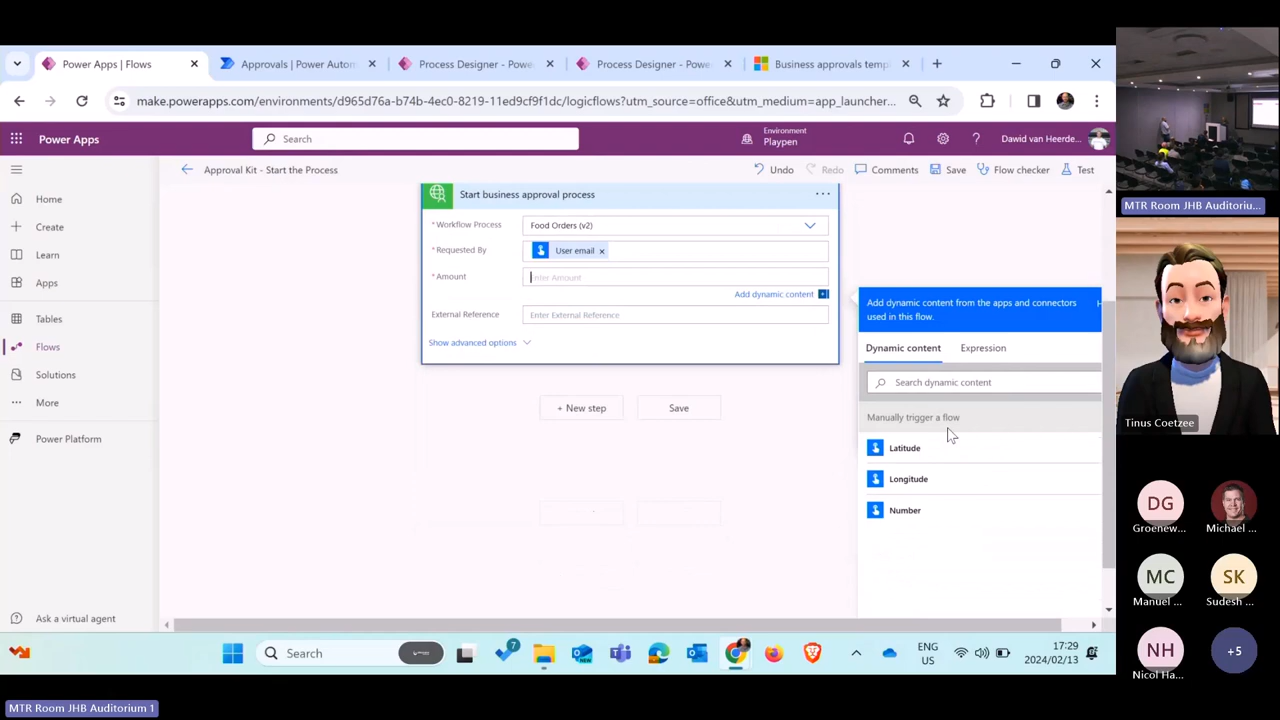 Power Apps | Flows
Approvals | Power Autom
Process Designer - Powe
Process Designer - Powe
Business approvals temp
make.powerapps.com/environments/d965d76a-b74b-4ec0-8219-11ed9cf9f1dc/logicflows?utm_source=office&utm_medium=app_launcher...
Power Apps
Search
Environment
Playpen
Dawid van Heerde...
Approval Kit - Start the Process
Undo
Redo
Comments
Save
Flow checker
Test
Home
Create
Learn
Apps
Tables
Flows
Solutions
More
Power Platform
Ask a virtual agent
Start business approval process
...
* Workflow Process
Food Orders (v2)
* Requested By
User email x
* Amount
Enter Amount
Add dynamic content
External Reference
Enter External Reference
Show advanced options
+ New step
Save
Add dynamic content from the apps and connectors
used in this flow.
H
Dynamic content
Expression
Search dynamic content
Manually trigger a flow
Latitude
Longitude
Number
Search
7
ENG
US
17:29
2024/02/13
MTR Room JHB Auditoriu...
Tinus Coetzee
DG
Groenew...
Michael ...
MC
Manuel ...
SK
Sudesh ...
NH
Nicol Ha...
+5
MTR Room JHB Auditorium 1